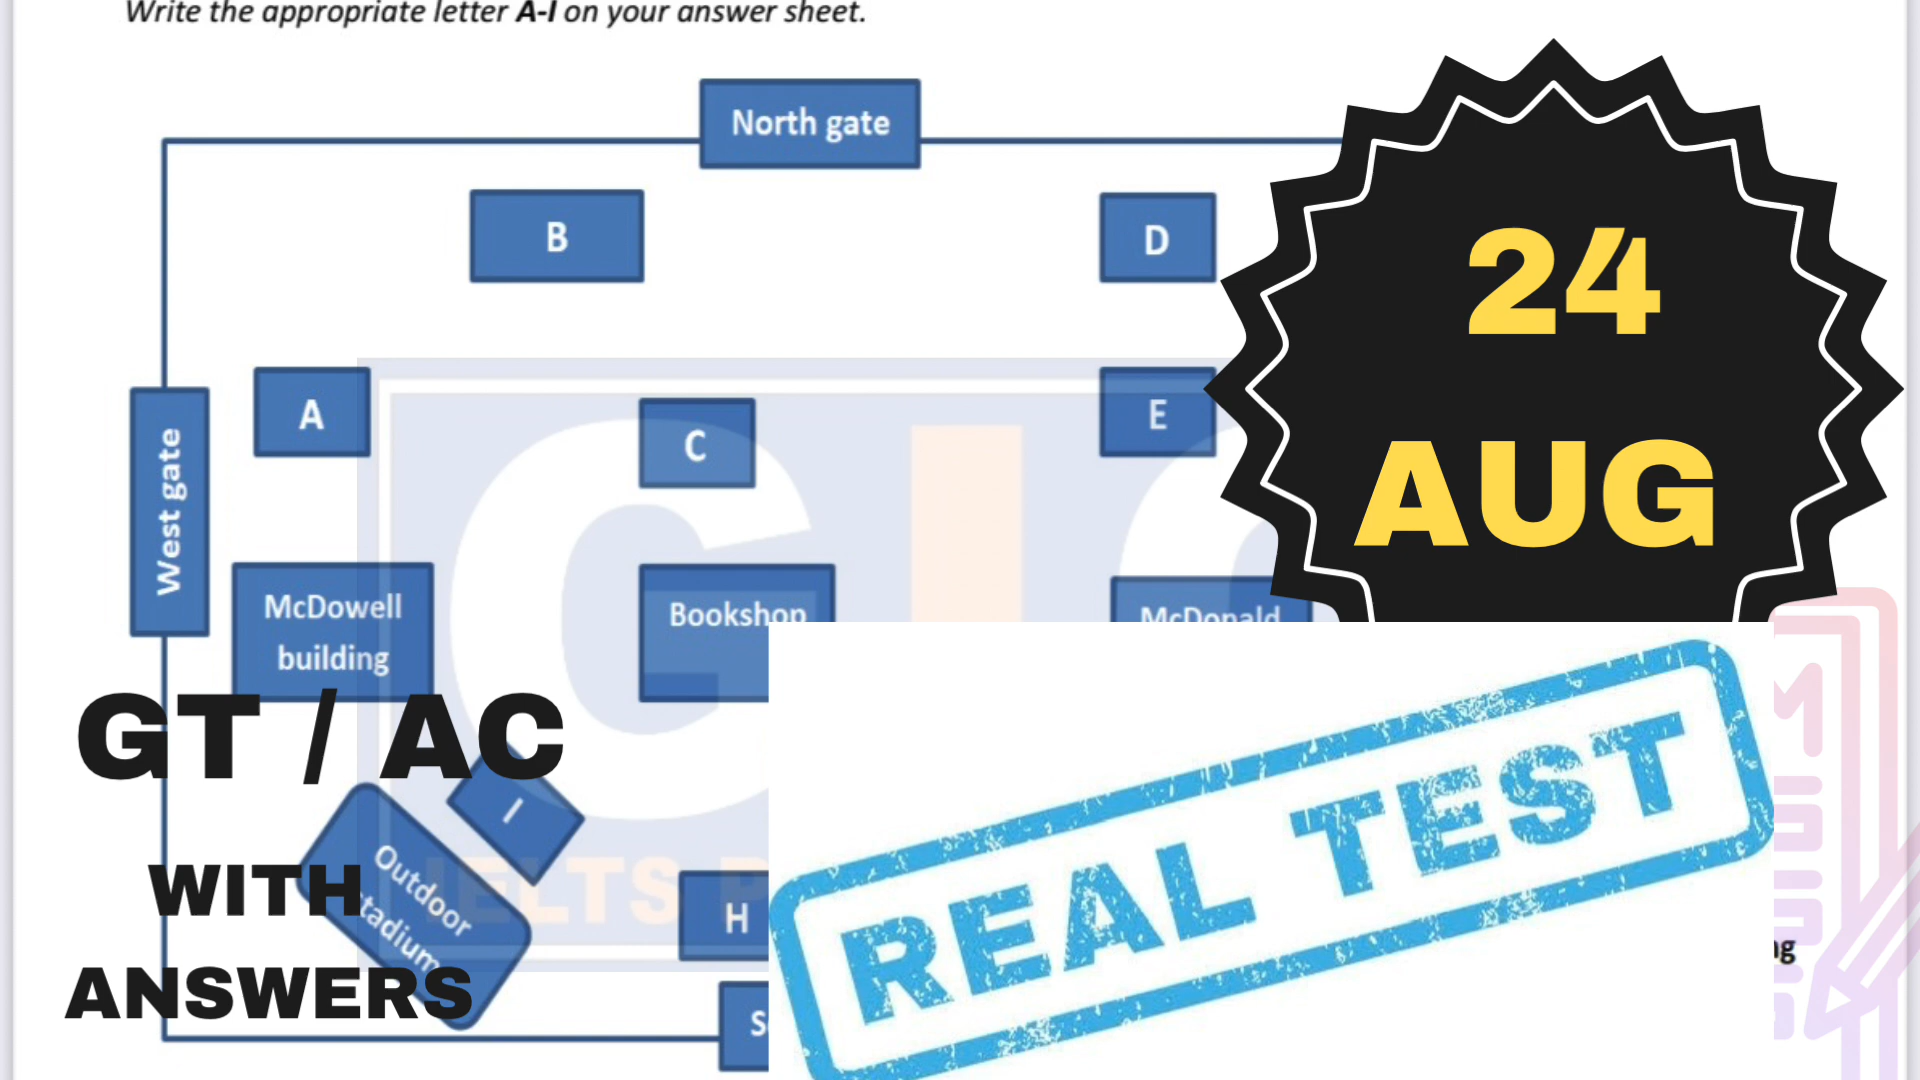 Write the appropriate letter A-I on your answer sheet.
North gate
B
D
24
AUG
A
C
E
West gate
McDowell
building
Bookshop
McDonald
GT / AC
I
Outdoor
WITH
ANSWERS
H
REAL TEST